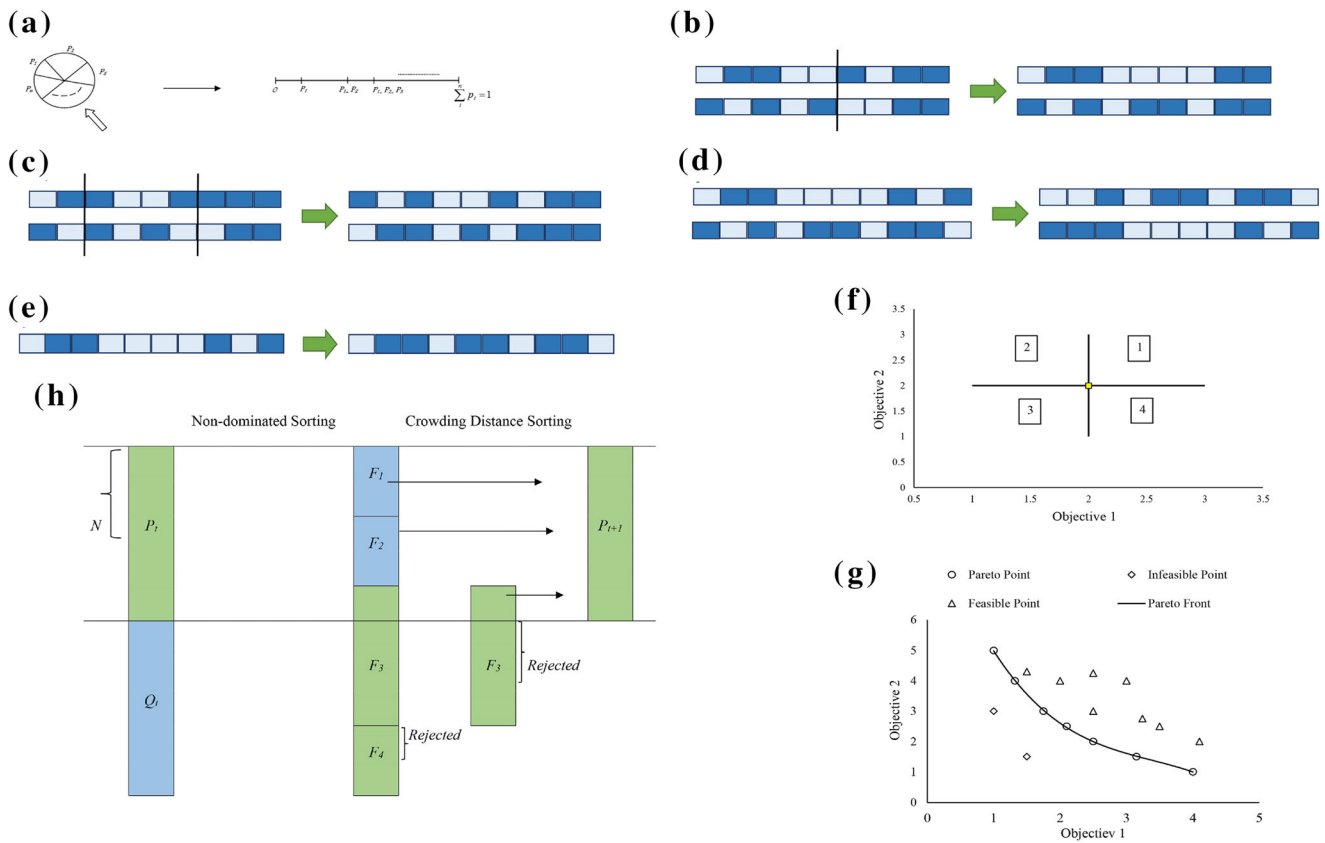 (a)
P1
P2
P3
Pn
0
P1
P1, P2
P1, P2, P3
∑ pi = 1
n
i
(b)
(c)
(d)
(e)
(f)
Objective 2
3.5
3
2.5
2
1.5
1
0.5
0
2
1
3
4
0.5
1
1.5
2
2.5
3
3.5
Objective 1
(h)
Non-dominated Sorting
Crowding Distance Sorting
N
Pt
Qt
F1
F2
F3
F4
F3
Rejected
Rejected
Pt+1
(g)
Pareto Point
Infeasible Point
Feasible Point
Pareto Front
Objective 2
6
5
4
3
2
1
0
0
1
2
3
4
5
Objectiev 1